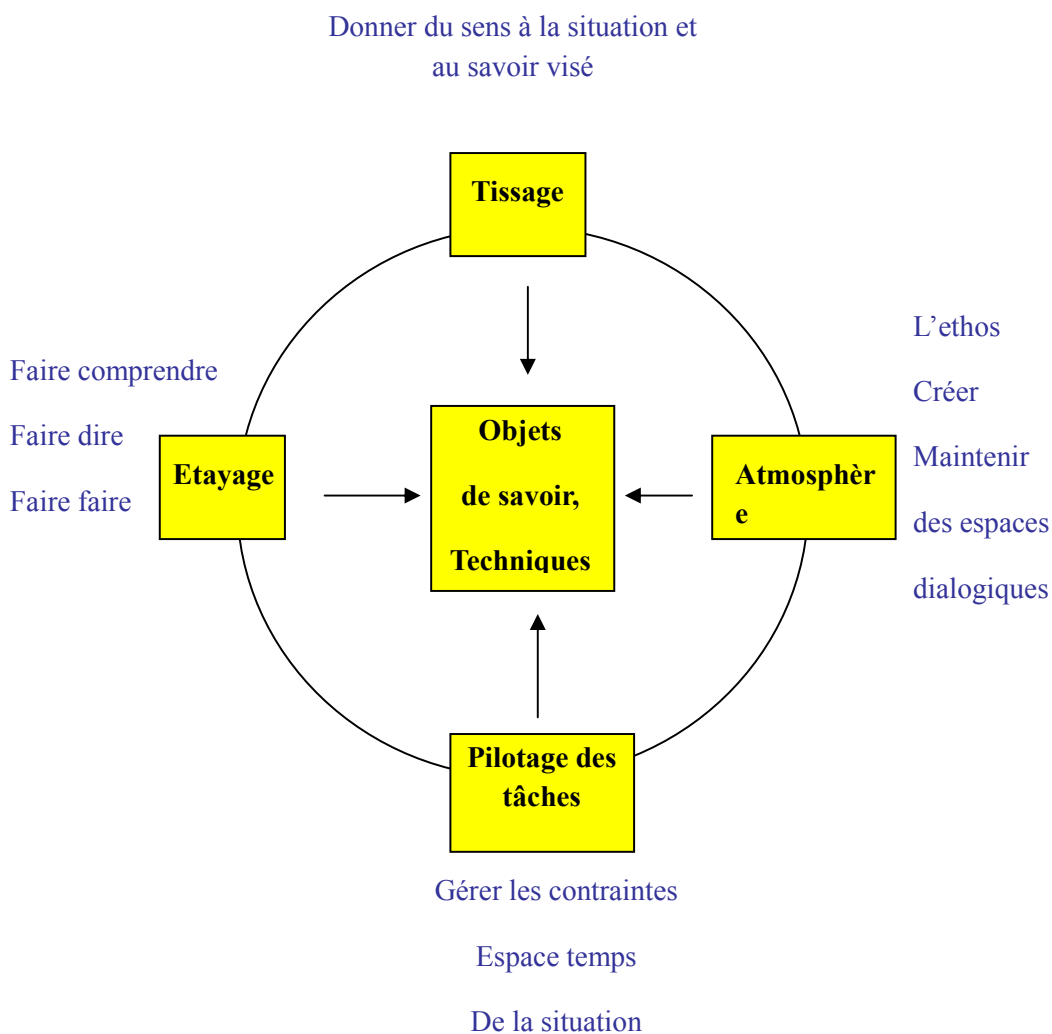 Donner du sens à la situation et
au savoir visé
Tissage
L’ethos
Créer
Maintenir
des espaces
dialogiques
Faire comprendre
Faire dire
Faire faire
Etayage
Objets
de savoir,
Techniques
Atmosphèr
e
Pilotage des
tâches
Gérer les contraintes
Espace temps
De la situation